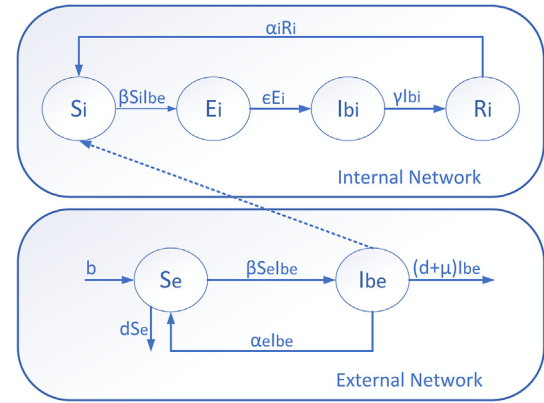 αiRi
Si βSiIbe Ei ϵEi Ibi γIbi Ri
Internal Network
b Se βSeIbe Ibe (d+μ)Ibe
dSe
αeIbe
External Network